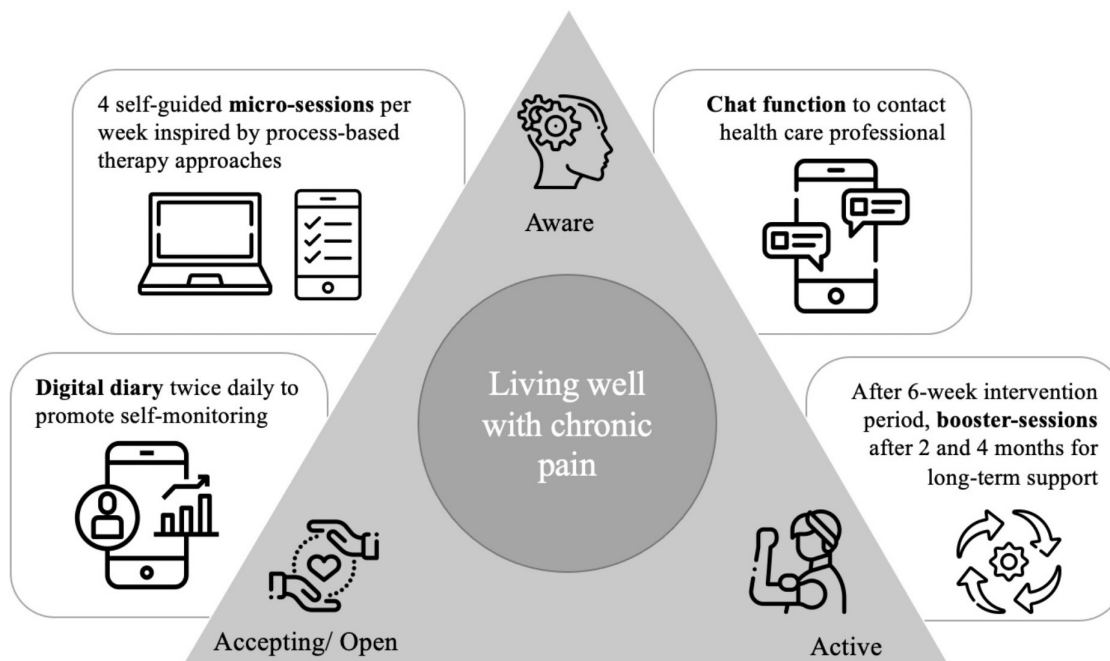 4 self-guided micro-sessions per
week inspired by process-based
therapy approaches
Chat function to contact
health care professional
Aware
Digital diary twice daily to
promote self-monitoring
Living well
with chronic
pain
After 6-week intervention
period, booster-sessions
after 2 and 4 months for
long-term support
Accepting/ Open
Active